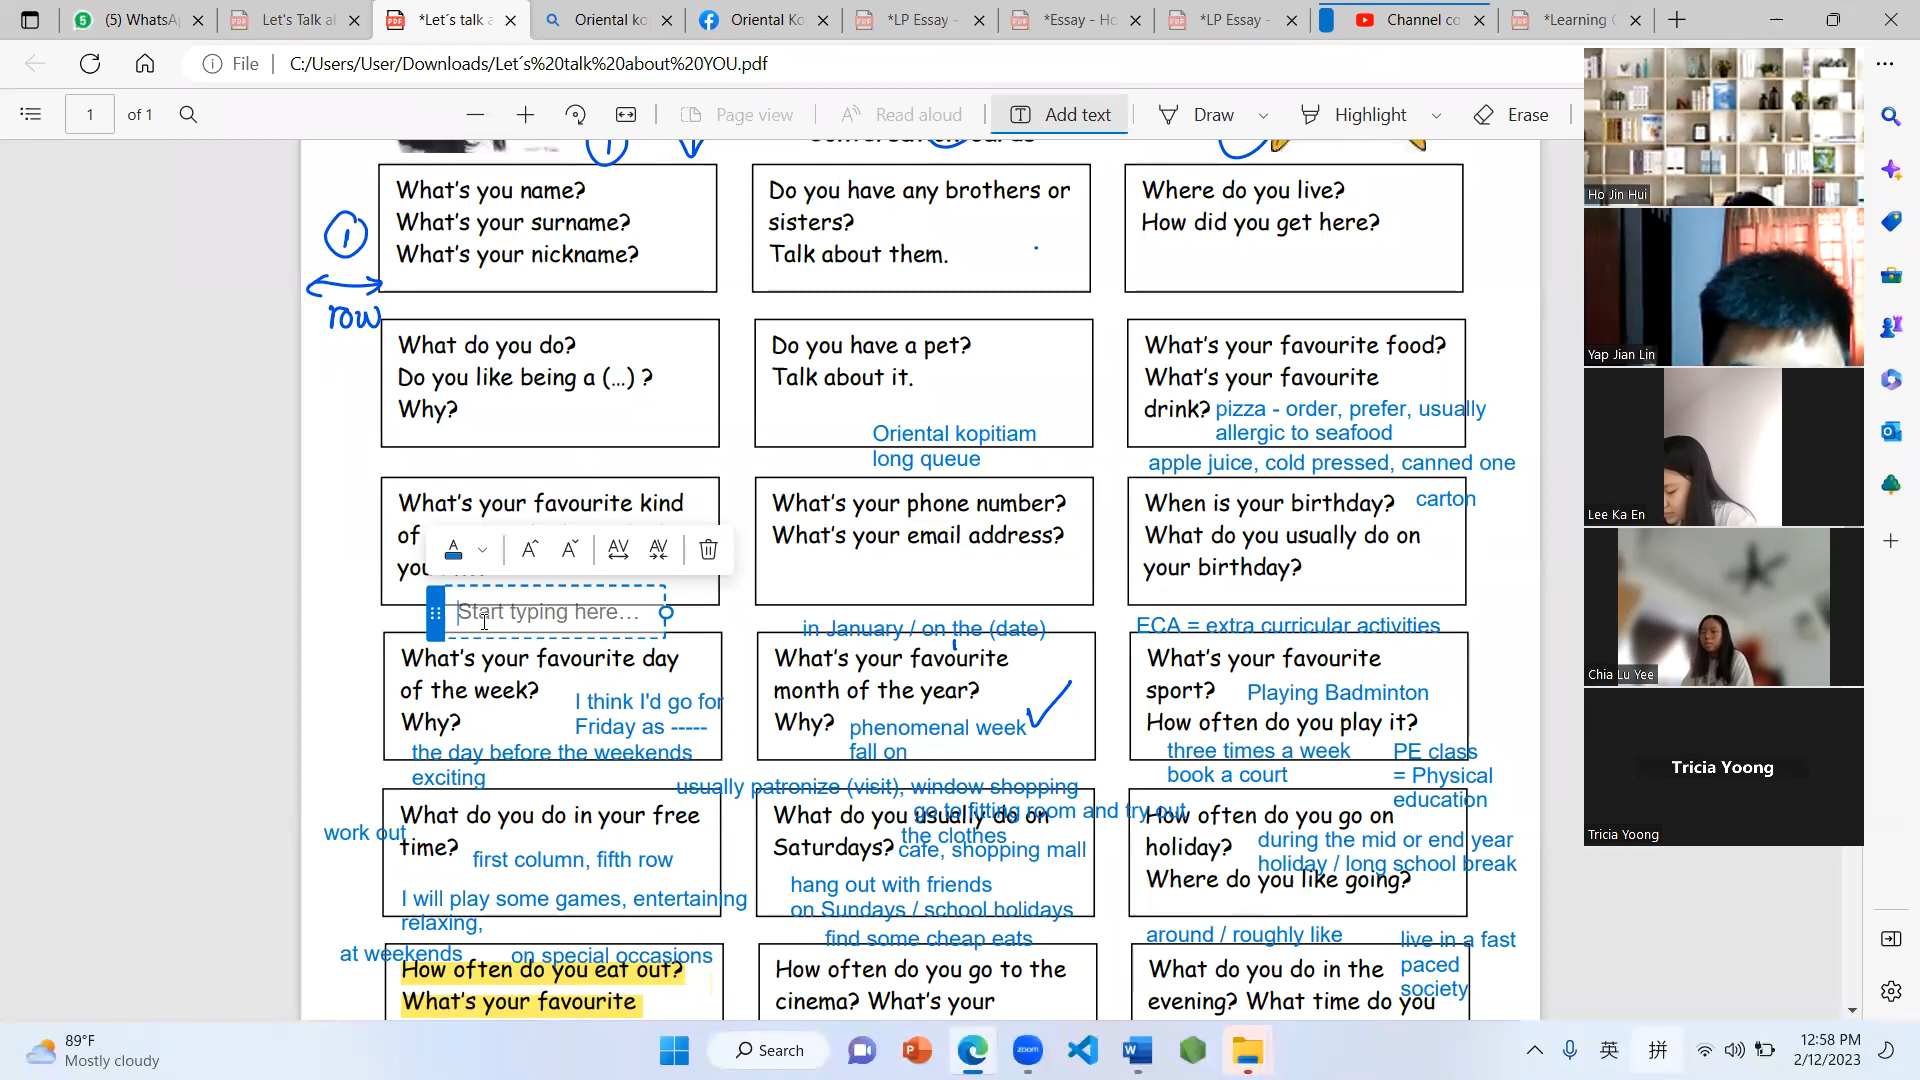 (5) WhatsA
Let's Talk a
*Let´s talk a
Oriental ko
Oriental Ko
*LP Essay -
*Essay - Ho
*LP Essay -
Channel co
*Learning
File
C:/Users/User/Downloads/Let´s%20talk%20about%20YOU.pdf
1
of 1
Page view
Read aloud
Add text
Draw
Highlight
Erase
1
What's you name?
What's your surname?
What's your nickname?
Do you have any brothers or
sisters?
Talk about them.
Where do you live?
How did you get here?
1
row
What do you do?
Do you like being a (...) ?
Why?
Do you have a pet?
Talk about it.
Oriental kopitiam
long queue
What's your favourite food?
What's your favourite
drink?
pizza - order, prefer, usually
allergic to seafood
apple juice, cold pressed, canned one
carton
What's your favourite kind
of
Start typing here...
What's your phone number?
What's your email address?
When is your birthday?
What do you usually do on
your birthday?
in January / on the (date)
ECA = extra curricular activities
What's your favourite day
of the week?
Why?
I think I'd go for
Friday as -----
the day before the weekends
exciting
What's your favourite
month of the year?
Why?
phenomenal week
fall on
What's your favourite
sport?
Playing Badminton
How often do you play it?
three times a week
book a court
PE class
= Physical
education
usually patronize (visit), window shopping
go to fitting room and try out
the clothes
work out
What do you do in your free
time?
first column, fifth row
I will play some games, entertaining
relaxing,
What do you usually do on
Saturdays?
cafe, shopping mall
hang out with friends
on Sundays / school holidays
find some cheap eats
How often do you go on
holiday?
during the mid or end year
holiday / long school break
Where do you like going?
around / roughly like
live in a fast
paced
society
at weekends
on special occasions
How often do you eat out?
What's your favourite
How often do you go to the
cinema? What's your
What do you do in the
evening? What time do you
Ho Jin Hui
Yap Jian Lin
Lee Ka En
Chia Lu Yee
Tricia Yoong
Tricia Yoong
89°F
Mostly cloudy
Search
zoom
英
拼
12:58 PM
2/12/2023